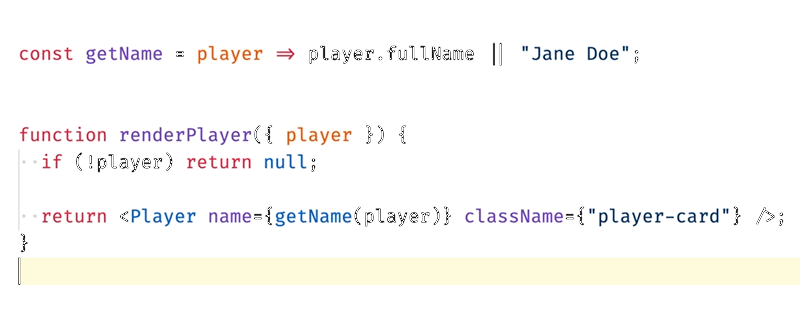 const getName = player => player.fullName || "Jane Doe";
function renderPlayer({ player }) {
  if (!player) return null;
  return <Player name={getName(player)} className={"player-card"} />;
}